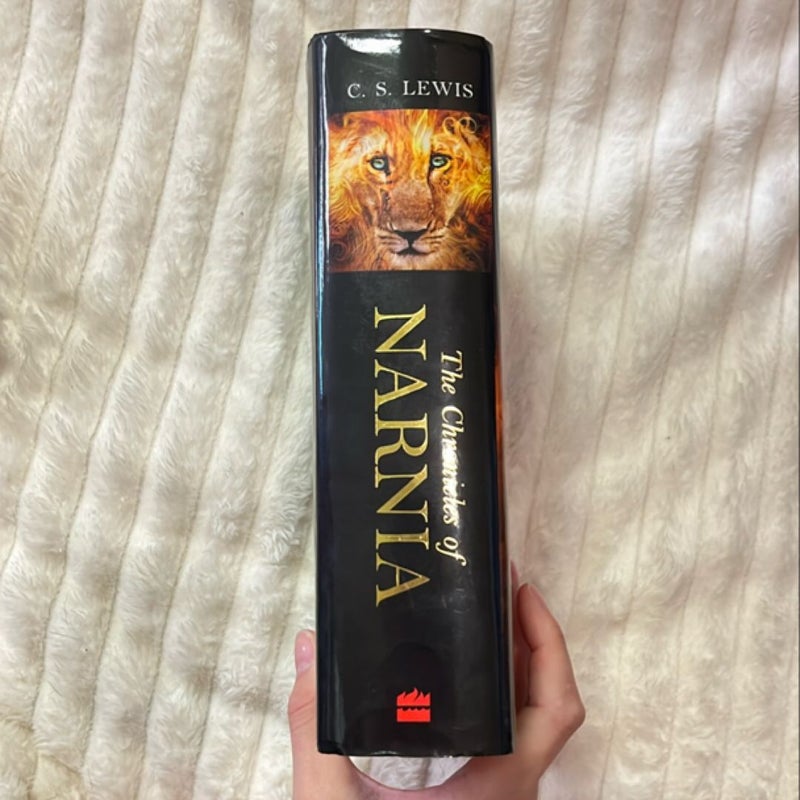 C. S. LEWIS
The Chronicles of
NARNIA